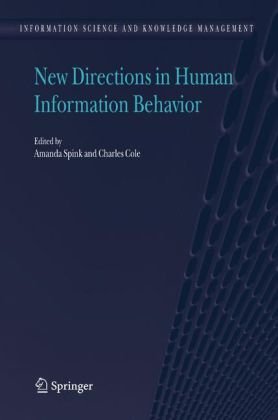 INFORMATION SCIENCE AND KNOWLEDGE MANAGEMENT
New Directions in Human
Information Behavior
Edited by
Amanda Spink and Charles Cole
Springer